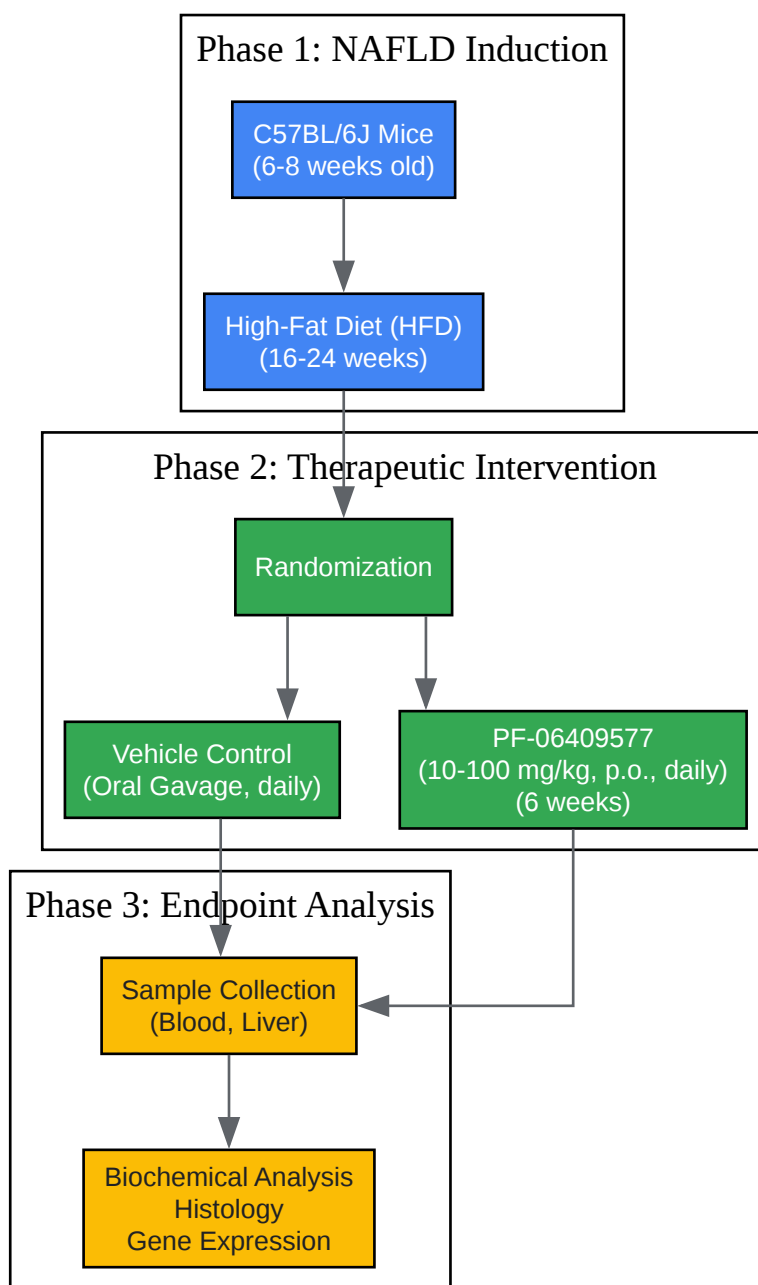 Phase 1: NAFLD Induction
C57BL/6J Mice
(6-8 weeks old)
High-Fat Diet (HFD)
(16-24 weeks)
Phase 2: Therapeutic Intervention
Randomization
Vehicle Control
(Oral Gavage, daily)
PF-06409577
(10-100 mg/kg, p.o., daily)
(6 weeks)
Phase 3: Endpoint Analysis
Sample Collection
(Blood, Liver)
Biochemical Analysis
Histology
Gene Expression